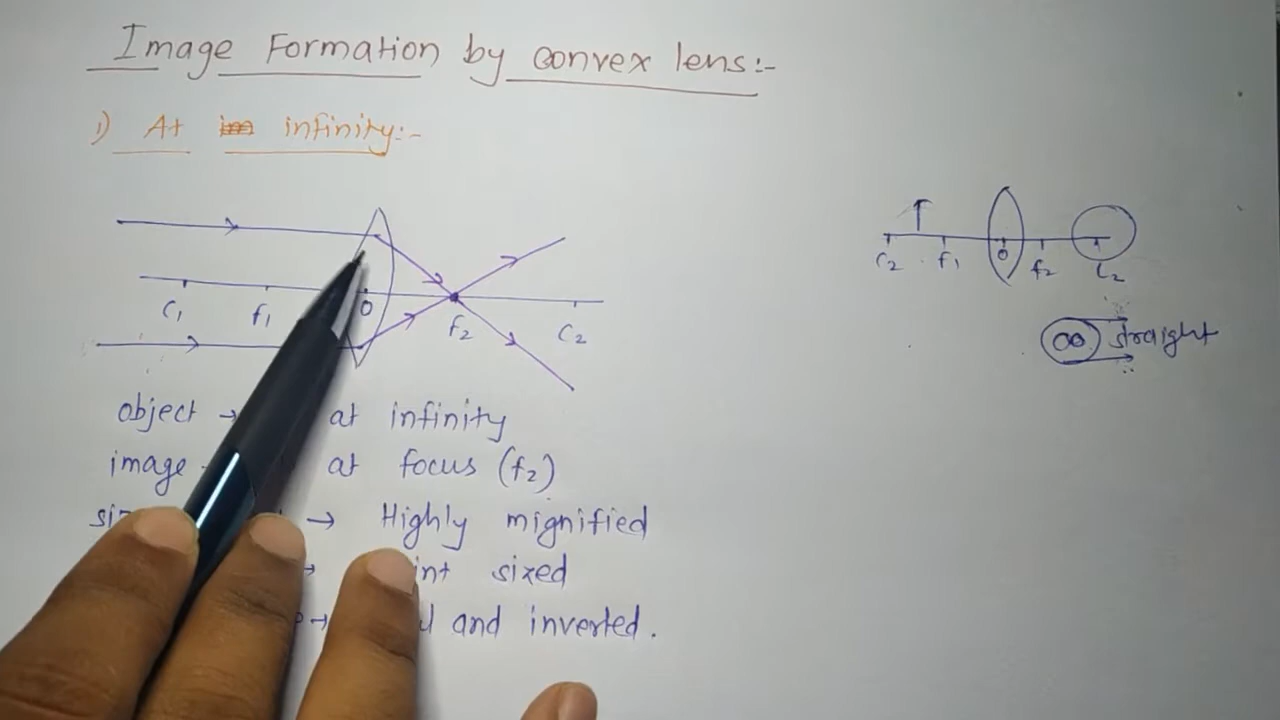 Image Formation by convex lens:-
1) At infinity:-
C1 f1 O f2 C2
object → at infinity
image at focus (f2)
→ Highly mignified
→ sized
→ and inverted.
C2 f1 O f2 C2
∞ straight